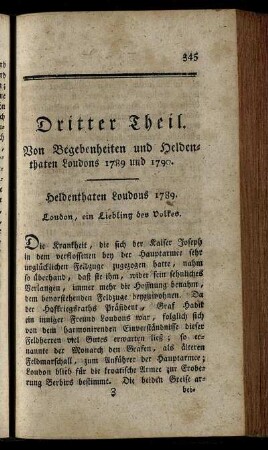 345
Dritter Theil.
Von Begebenheiten und Helden-
thaten Loudons 1789 und 1790.
Heldenthaten Loudons 1789.
Loudon, ein Liebling des Volkes.
Die Krankheit, die sich der Kaiser Joseph
in dem verflossenen bey der Hauptarmee sehr
unglücklichen Feldzuge zugezogen hatte, nahm
so überhand, daß sie ihm, wider sein sehnliches
Verlangen, immer mehr die Hoffnung benahm,
dem bevorstehenden Feldzuge beyzuwohnen. Da
der Hofkriegsraths Präsident, Graf Hadik
ein inniger Freund Loudons war, folglich sich
von dem harmonirenden Einverständniße dieser
Feldherren viel Gutes erwarten ließ; so er-
nannte der Monarch den Grafen, als älteren
Feldmarschall, zum Anführer der Hauptarmee;
Loudon blieb für die kroatische Armee zur Erobe-
rung Berbirs bestimmt. Die beiden Greise ar-
3 bei-